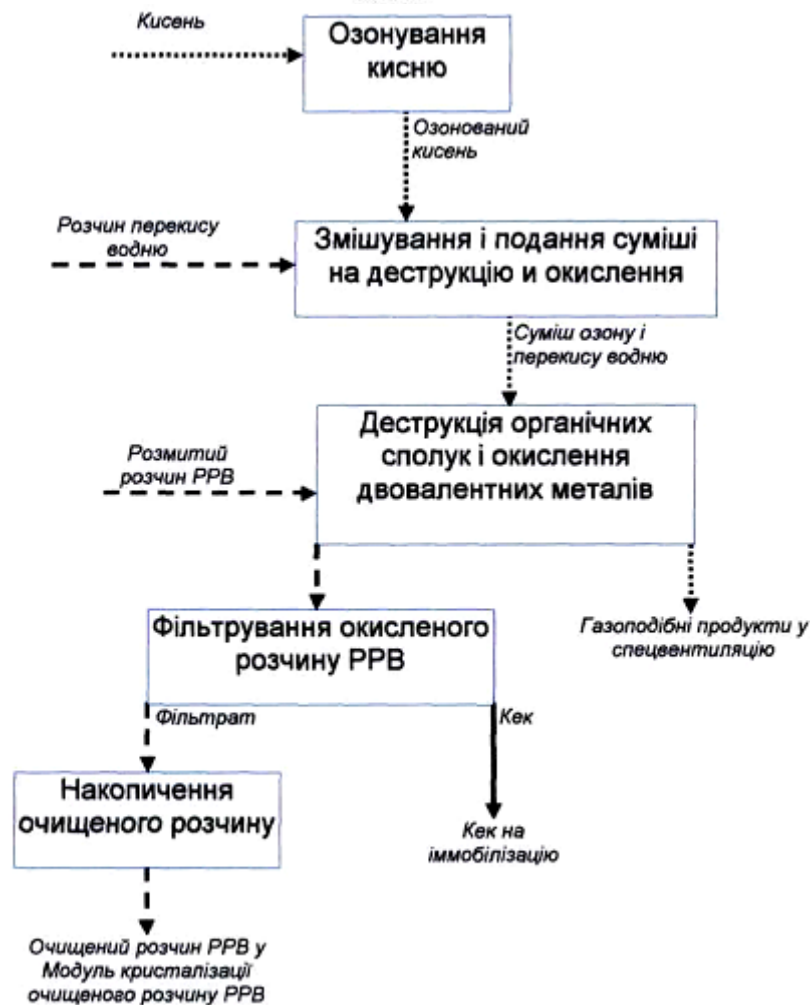 Кисень
Озонування
кисню
Озонований
кисень
Розчин перекису
водню
Змішування і подання суміші
на деструкцію и окислення
Суміш озону і
перекису водню
Деструкція органічних
сполук і окислення
двовалентних металів
Розмитий
розчин РРВ
Фільтрування окисленого
розчину РРВ
Газоподібні продукти у
спецвентиляцію
Фільтрат
Кек
Накопичення
очищеного розчину
Кек на
іммобілізацію
Очищений розчин РРВ у
Модуль кристалізації
очищеного розчину РРВ